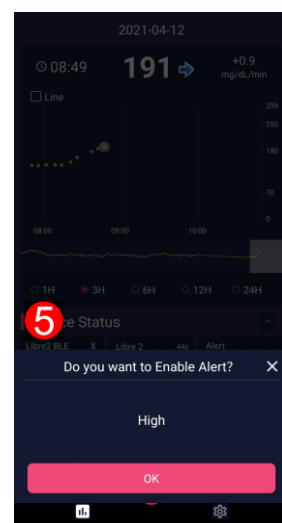 2021-04-12
08:49 191 +0.9
mg/dL/min
Line
299
250
180
70
0
08:00 09:00 10:00
1H 3H 6H 12H 24H
5 ce Status
Libre2 BLE Libre 2 44s Alert
Do you want to Enable Alert? ×
High
OK